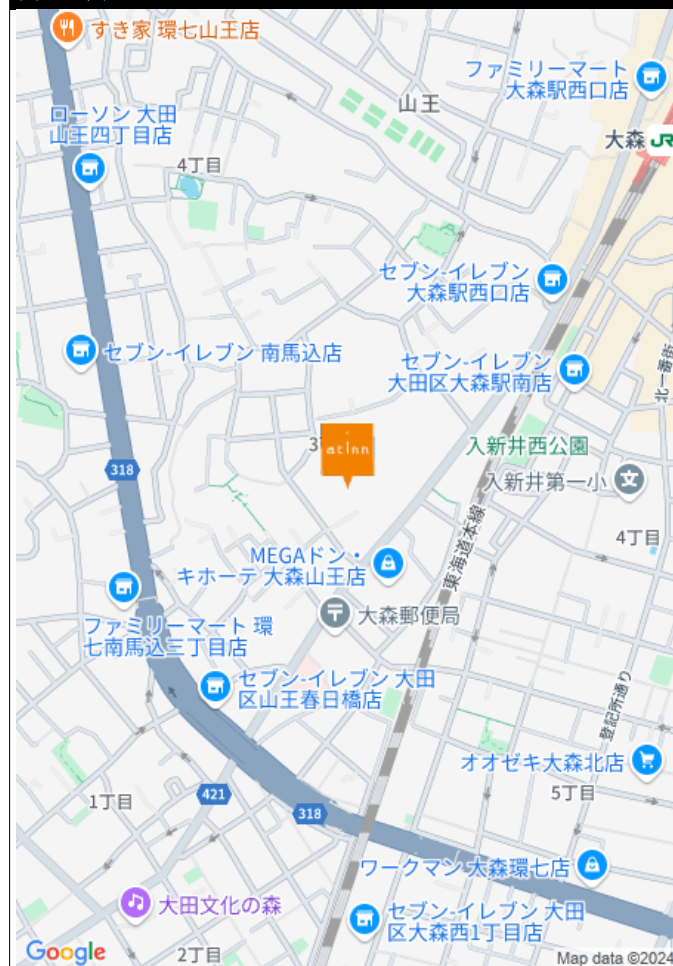 すき家 環七山王店
ファミリーマート
大森駅西口店
山王
ローソン 大田
山王四丁目店
大森 JR
4丁目
セブン-イレブン
大森駅西口店
セブン-イレブン 南馬込店
セブン-イレブン
大田区大森駅南店
北一番街
atinn
入新井西公園
318
入新井第一小
文
4丁目
東海道本線
MEGAドン・
キホーテ 大森山王店
大森郵便局
ファミリーマート 環
七南馬込三丁目店
セブン-イレブン 大田
区山王春日橋店
登記所通り
オオゼキ大森北店
421
1丁目
5丁目
318
ワークマン 大森環七店
大田文化の森
セブン-イレブン 大田
区大森西1丁目店
2丁目
Google
Map data ©2024